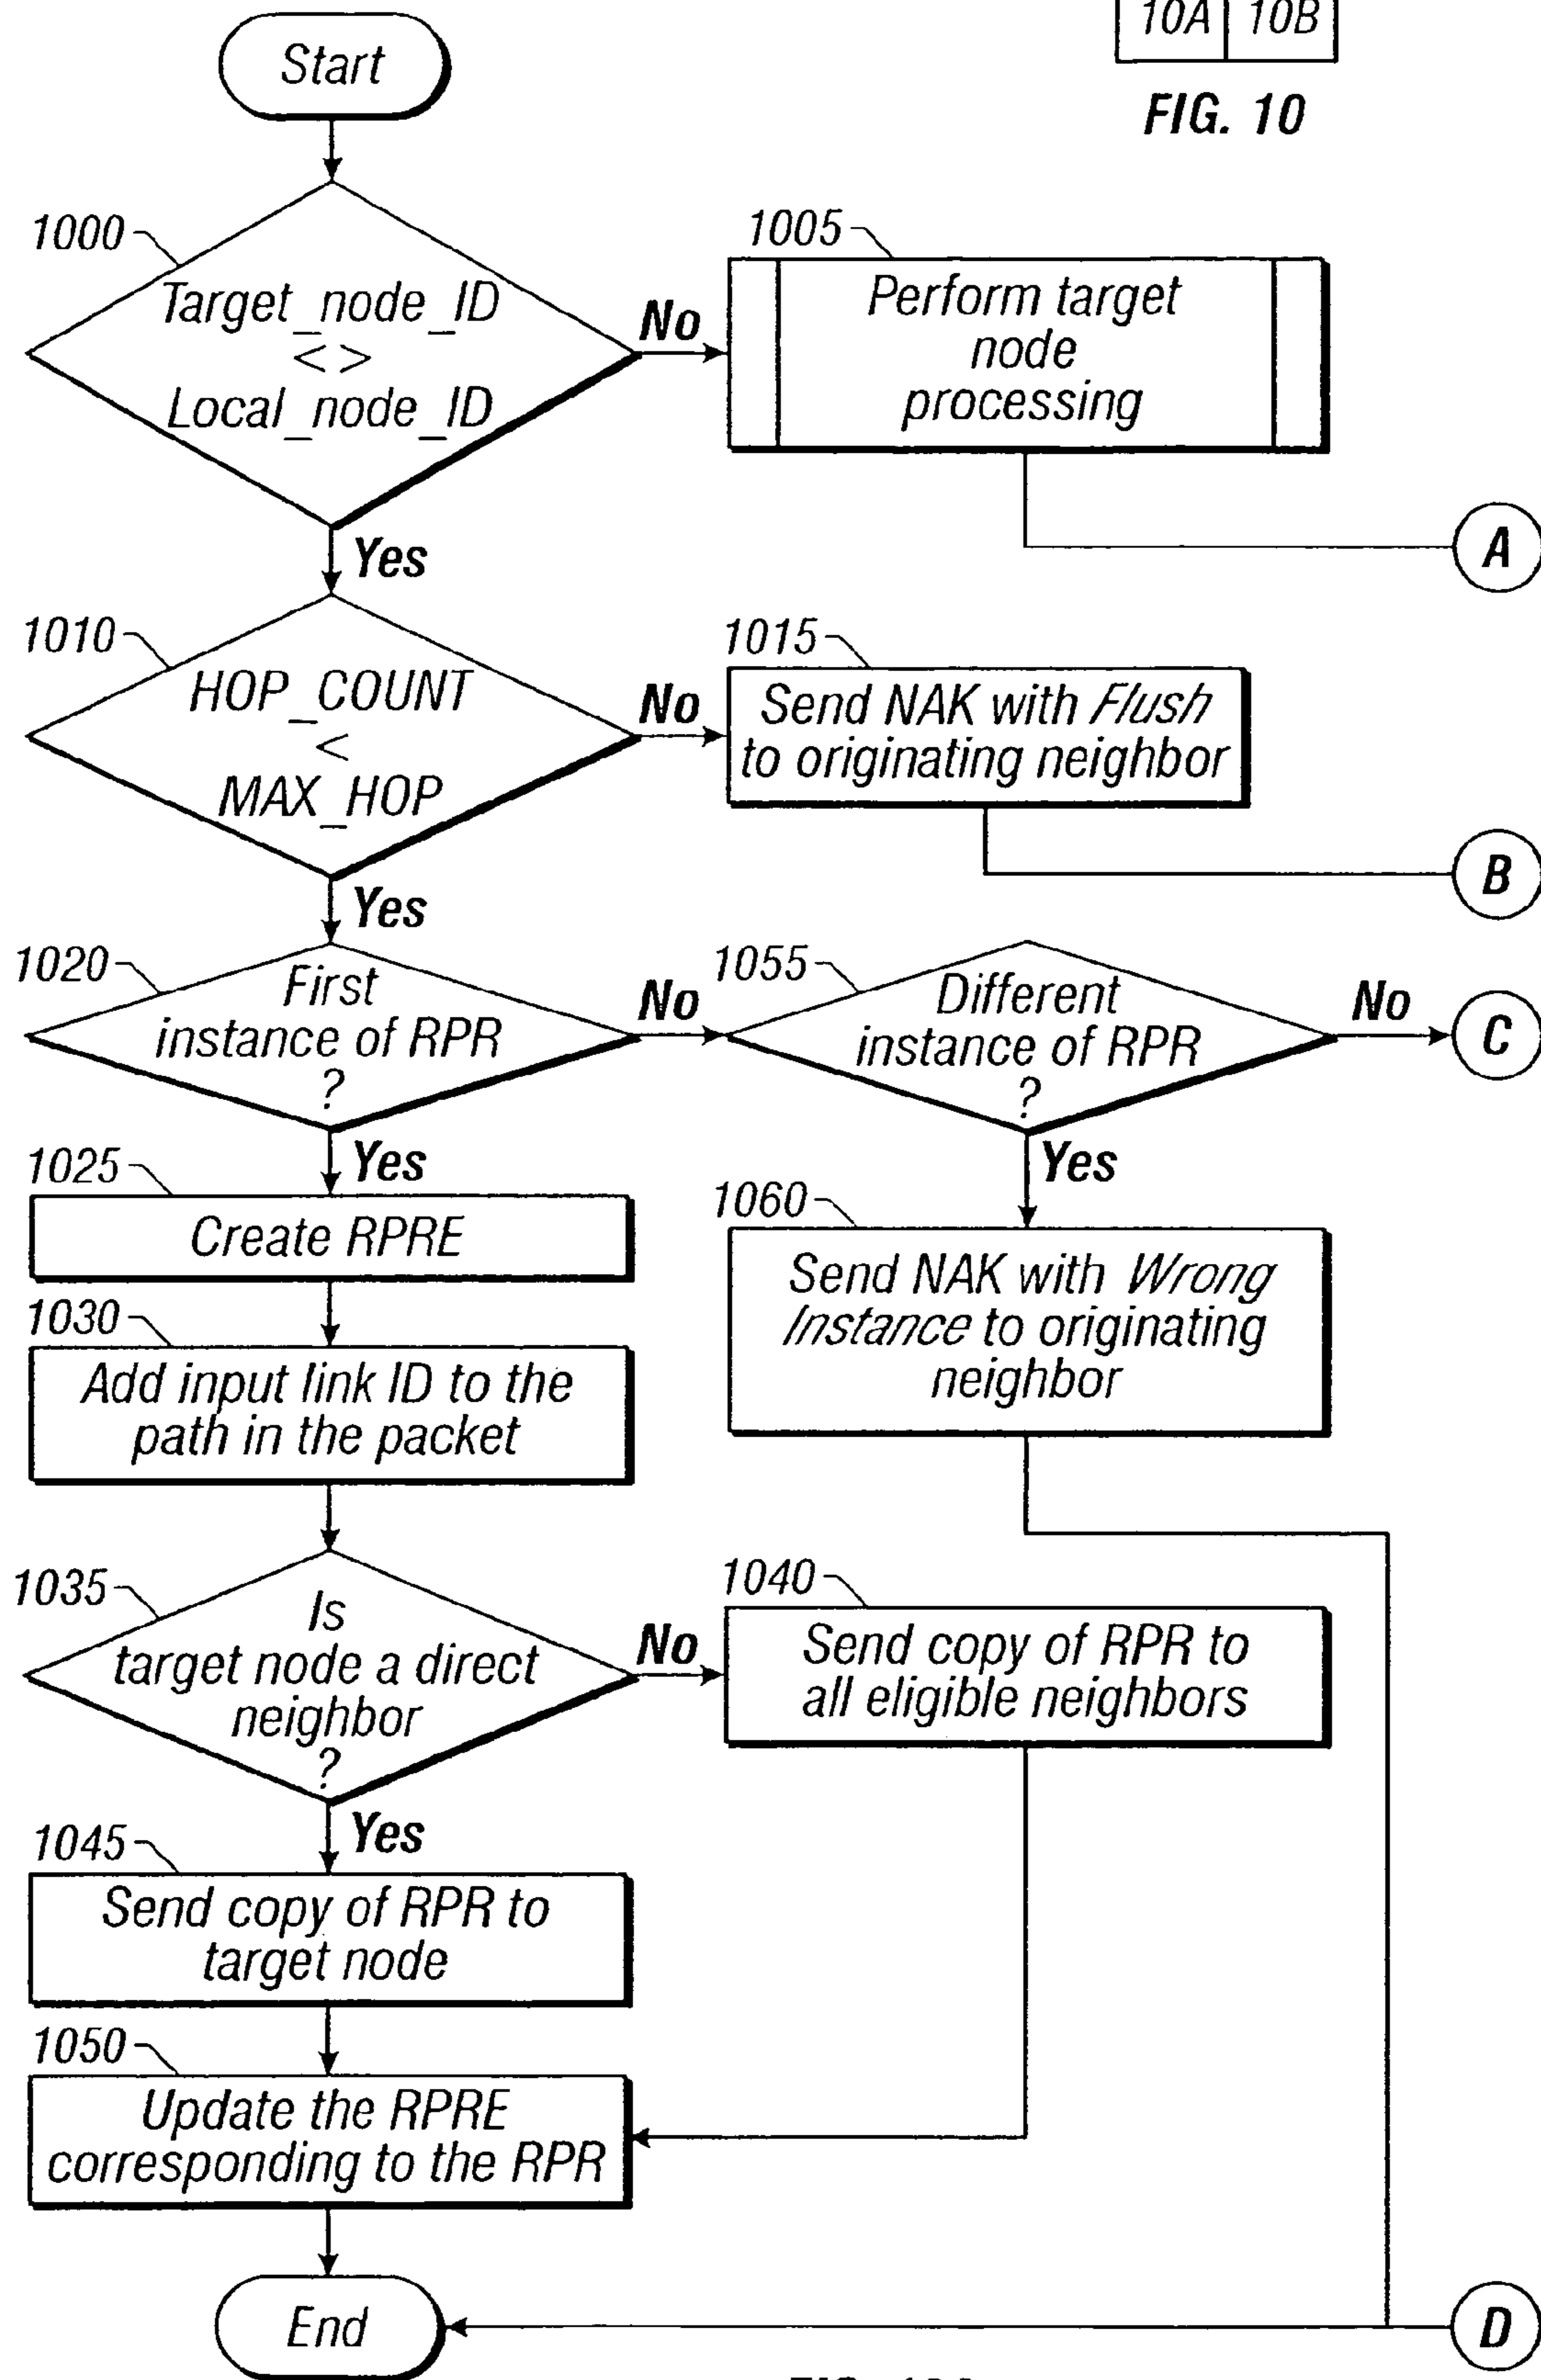 10A 10B
FIG. 10
Start
1000
Target_node_ID
<>
Local_node_ID
No
Yes
1005
Perform target
node
processing
A
1010
HOP_COUNT
<
MAX_HOP
No
Yes
1015
Send NAK with Flush
to originating neighbor
B
1020
First
instance of RPR
?
No
Yes
1055
Different
instance of RPR
?
No
C
Yes
1025
Create RPRE
1060
Send NAK with Wrong
Instance to originating
neighbor
1030
Add input link ID to the
path in the packet
1035
Is
target node a direct
neighbor
?
No
Yes
1040
Send copy of RPR to
all eligible neighbors
1045
Send copy of RPR to
target node
1050
Update the RPRE
corresponding to the RPR
End
D